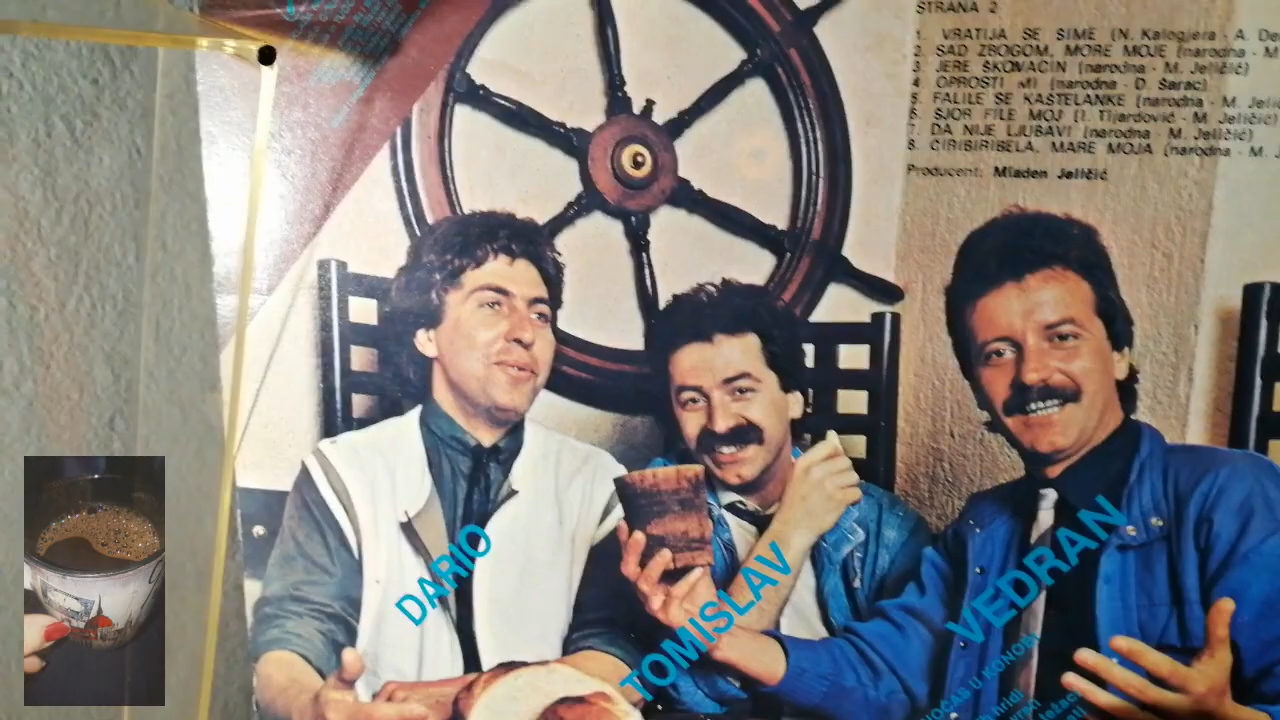 STRANA 2
1. VRATIJA SE ŠIME (N. Kalogjera - A. De
2. SAD ZBOGOM, MORE MOJE (narodna - M.
3. JERE ŠKOVACIN (narodna - M. Jeličić)
4. OPROSTI MI (narodna - D. Šarac)
5. FALILE SE KAŠTELANKE (narodna - M. Jeli
6. ŠJOR FILE MOJ (I. Tijardović - M. Jeličić)
7. DA NIJE LJUBAVI (narodna - M. Jeličić)
8. ĆIRIBIRIBELA, MARE MOJA (narodna - M. J
Producent: Mladen Jeličić
DARIO
TOMISLAV
VEDRAN
U KONOBI